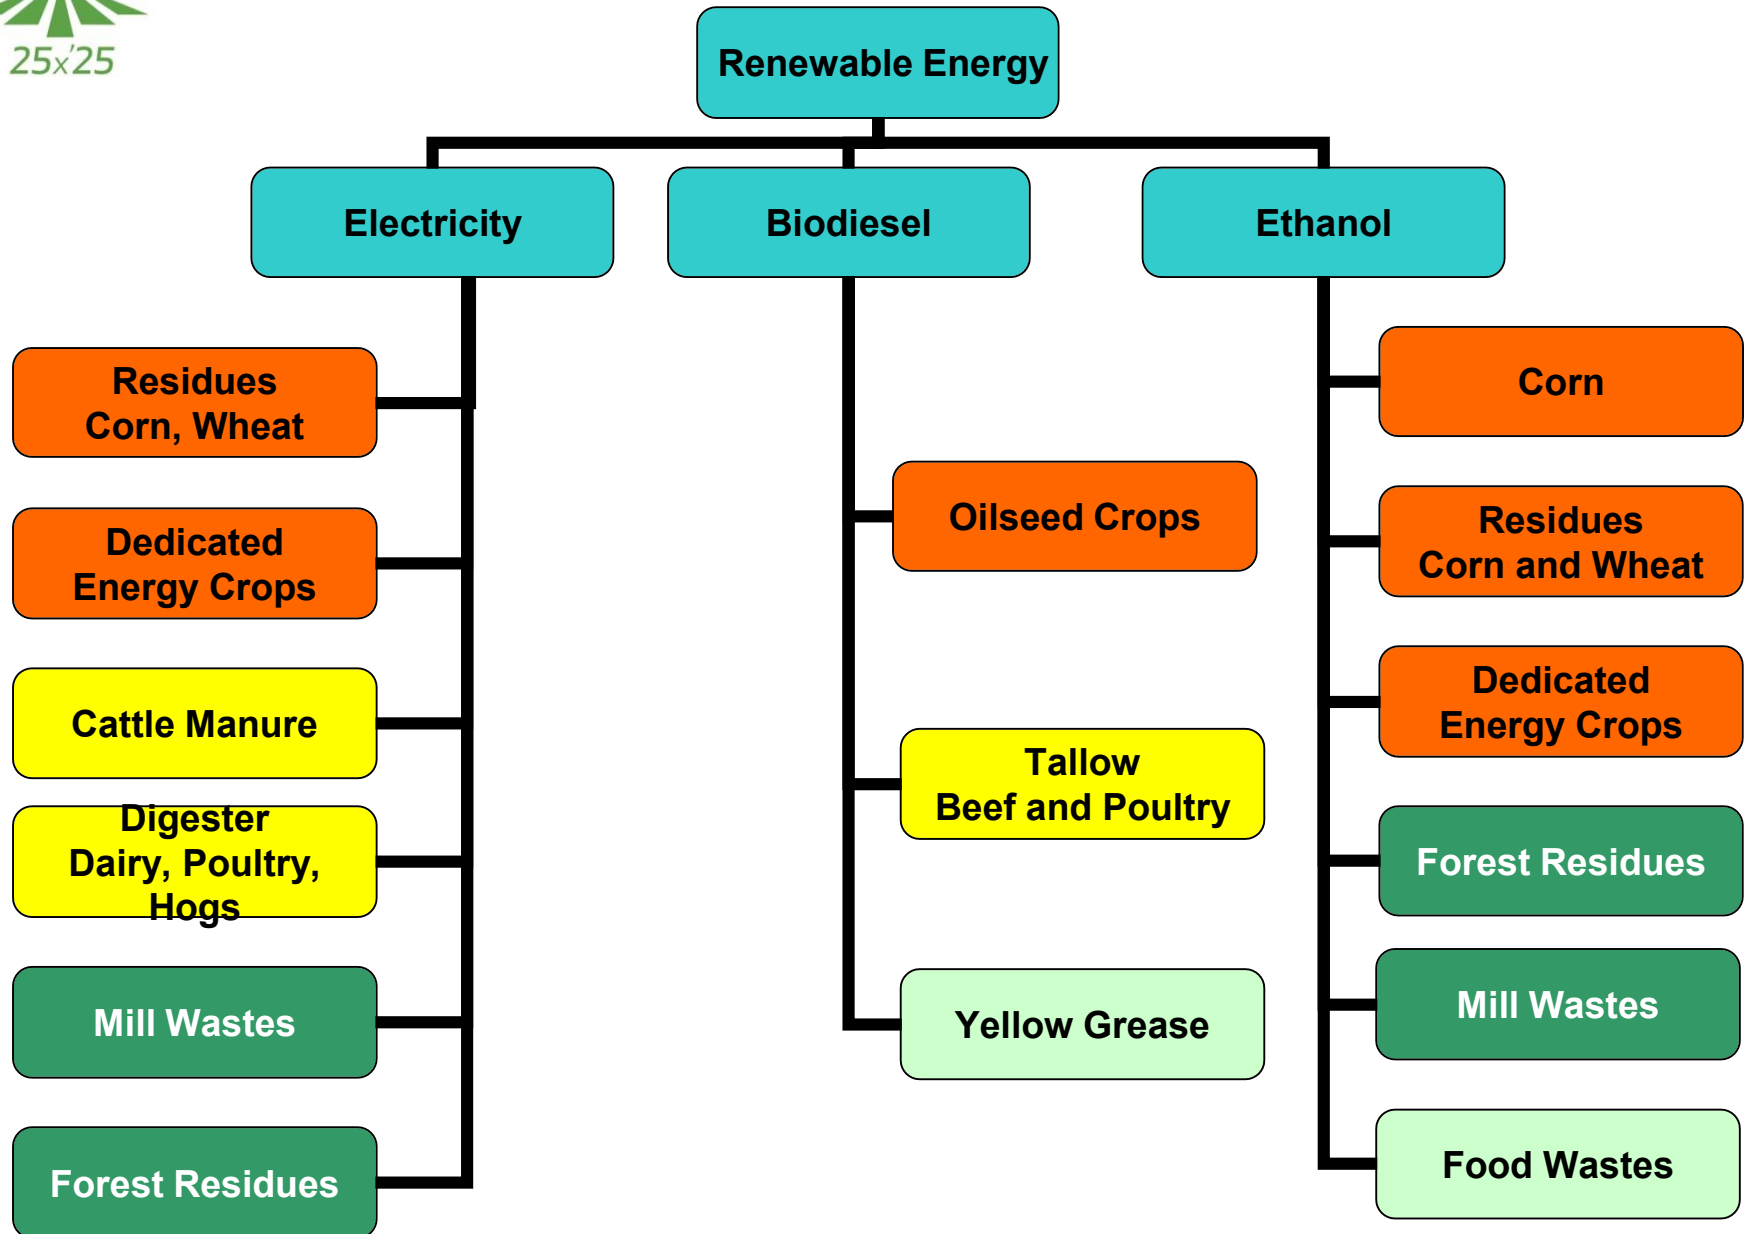 25x'25
Renewable Energy
Electricity
Biodiesel
Ethanol
Residues
Corn, Wheat
Dedicated
Energy Crops
Cattle Manure
Digester
Dairy, Poultry,
Hogs
Mill Wastes
Forest Residues
Oilseed Crops
Tallow
Beef and Poultry
Yellow Grease
Corn
Residues
Corn and Wheat
Dedicated
Energy Crops
Forest Residues
Mill Wastes
Food Wastes